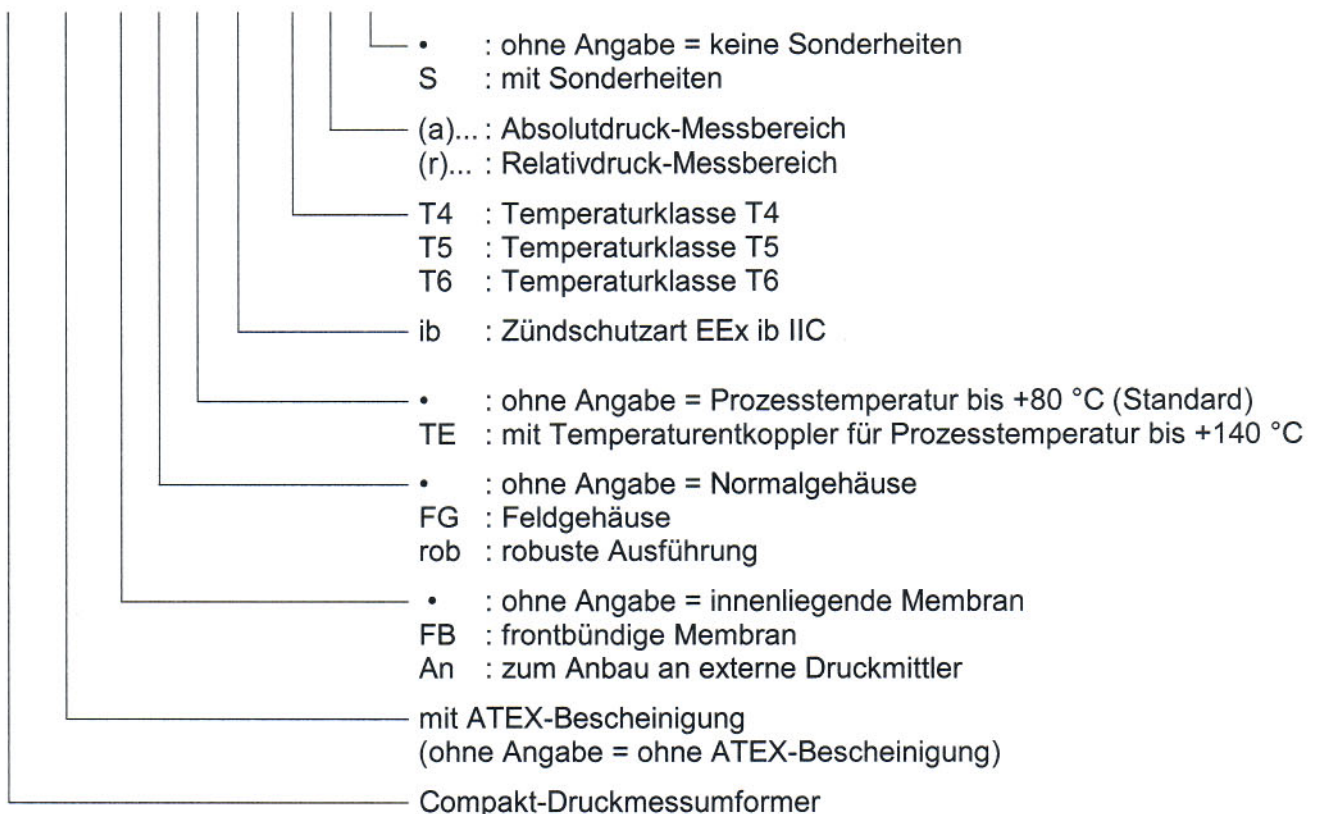 • : ohne Angabe = keine Sonderheiten
S : mit Sonderheiten
(a)... : Absolutdruck-Messbereich
(r)... : Relativdruck-Messbereich
T4 : Temperaturklasse T4
T5 : Temperaturklasse T5
T6 : Temperaturklasse T6
ib : Zündschutzart EEx ib IIC
• : ohne Angabe = Prozesstemperatur bis +80 °C (Standard)
TE : mit Temperaturentkoppler für Prozesstemperatur bis +140 °C
• : ohne Angabe = Normalgehäuse
FG : Feldgehäuse
rob : robuste Ausführung
• : ohne Angabe = innenliegende Membran
FB : frontbündige Membran
An : zum Anbau an externe Druckmittler
mit ATEX-Bescheinigung
(ohne Angabe = ohne ATEX-Bescheinigung)
Compakt-Druckmessumformer